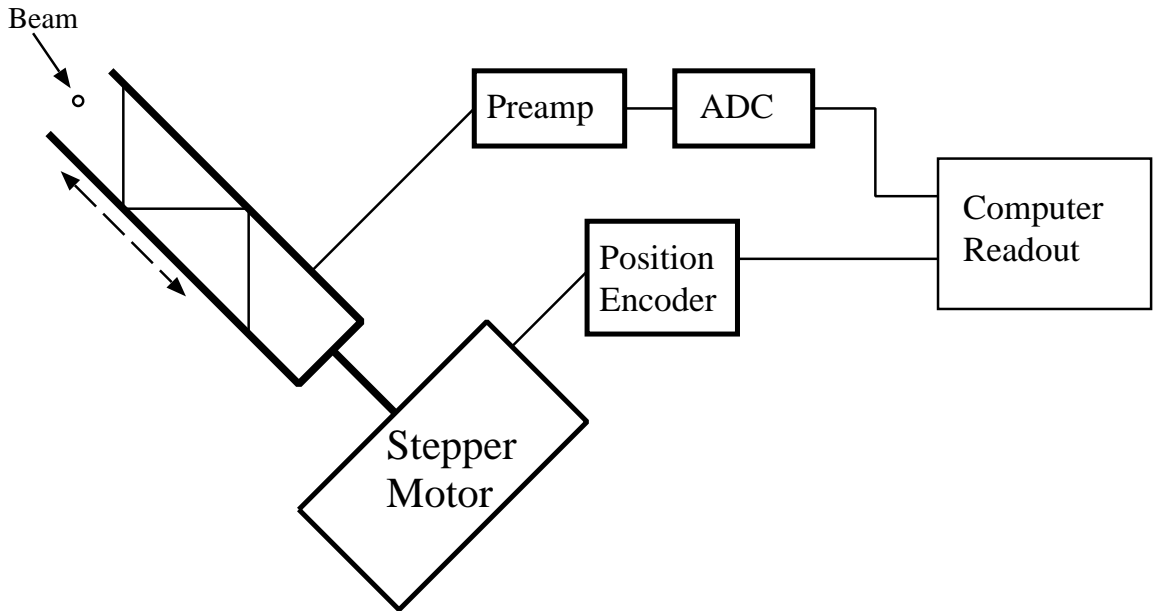 Beam
Preamp
ADC
Computer
Readout
Position
Encoder
Stepper
Motor